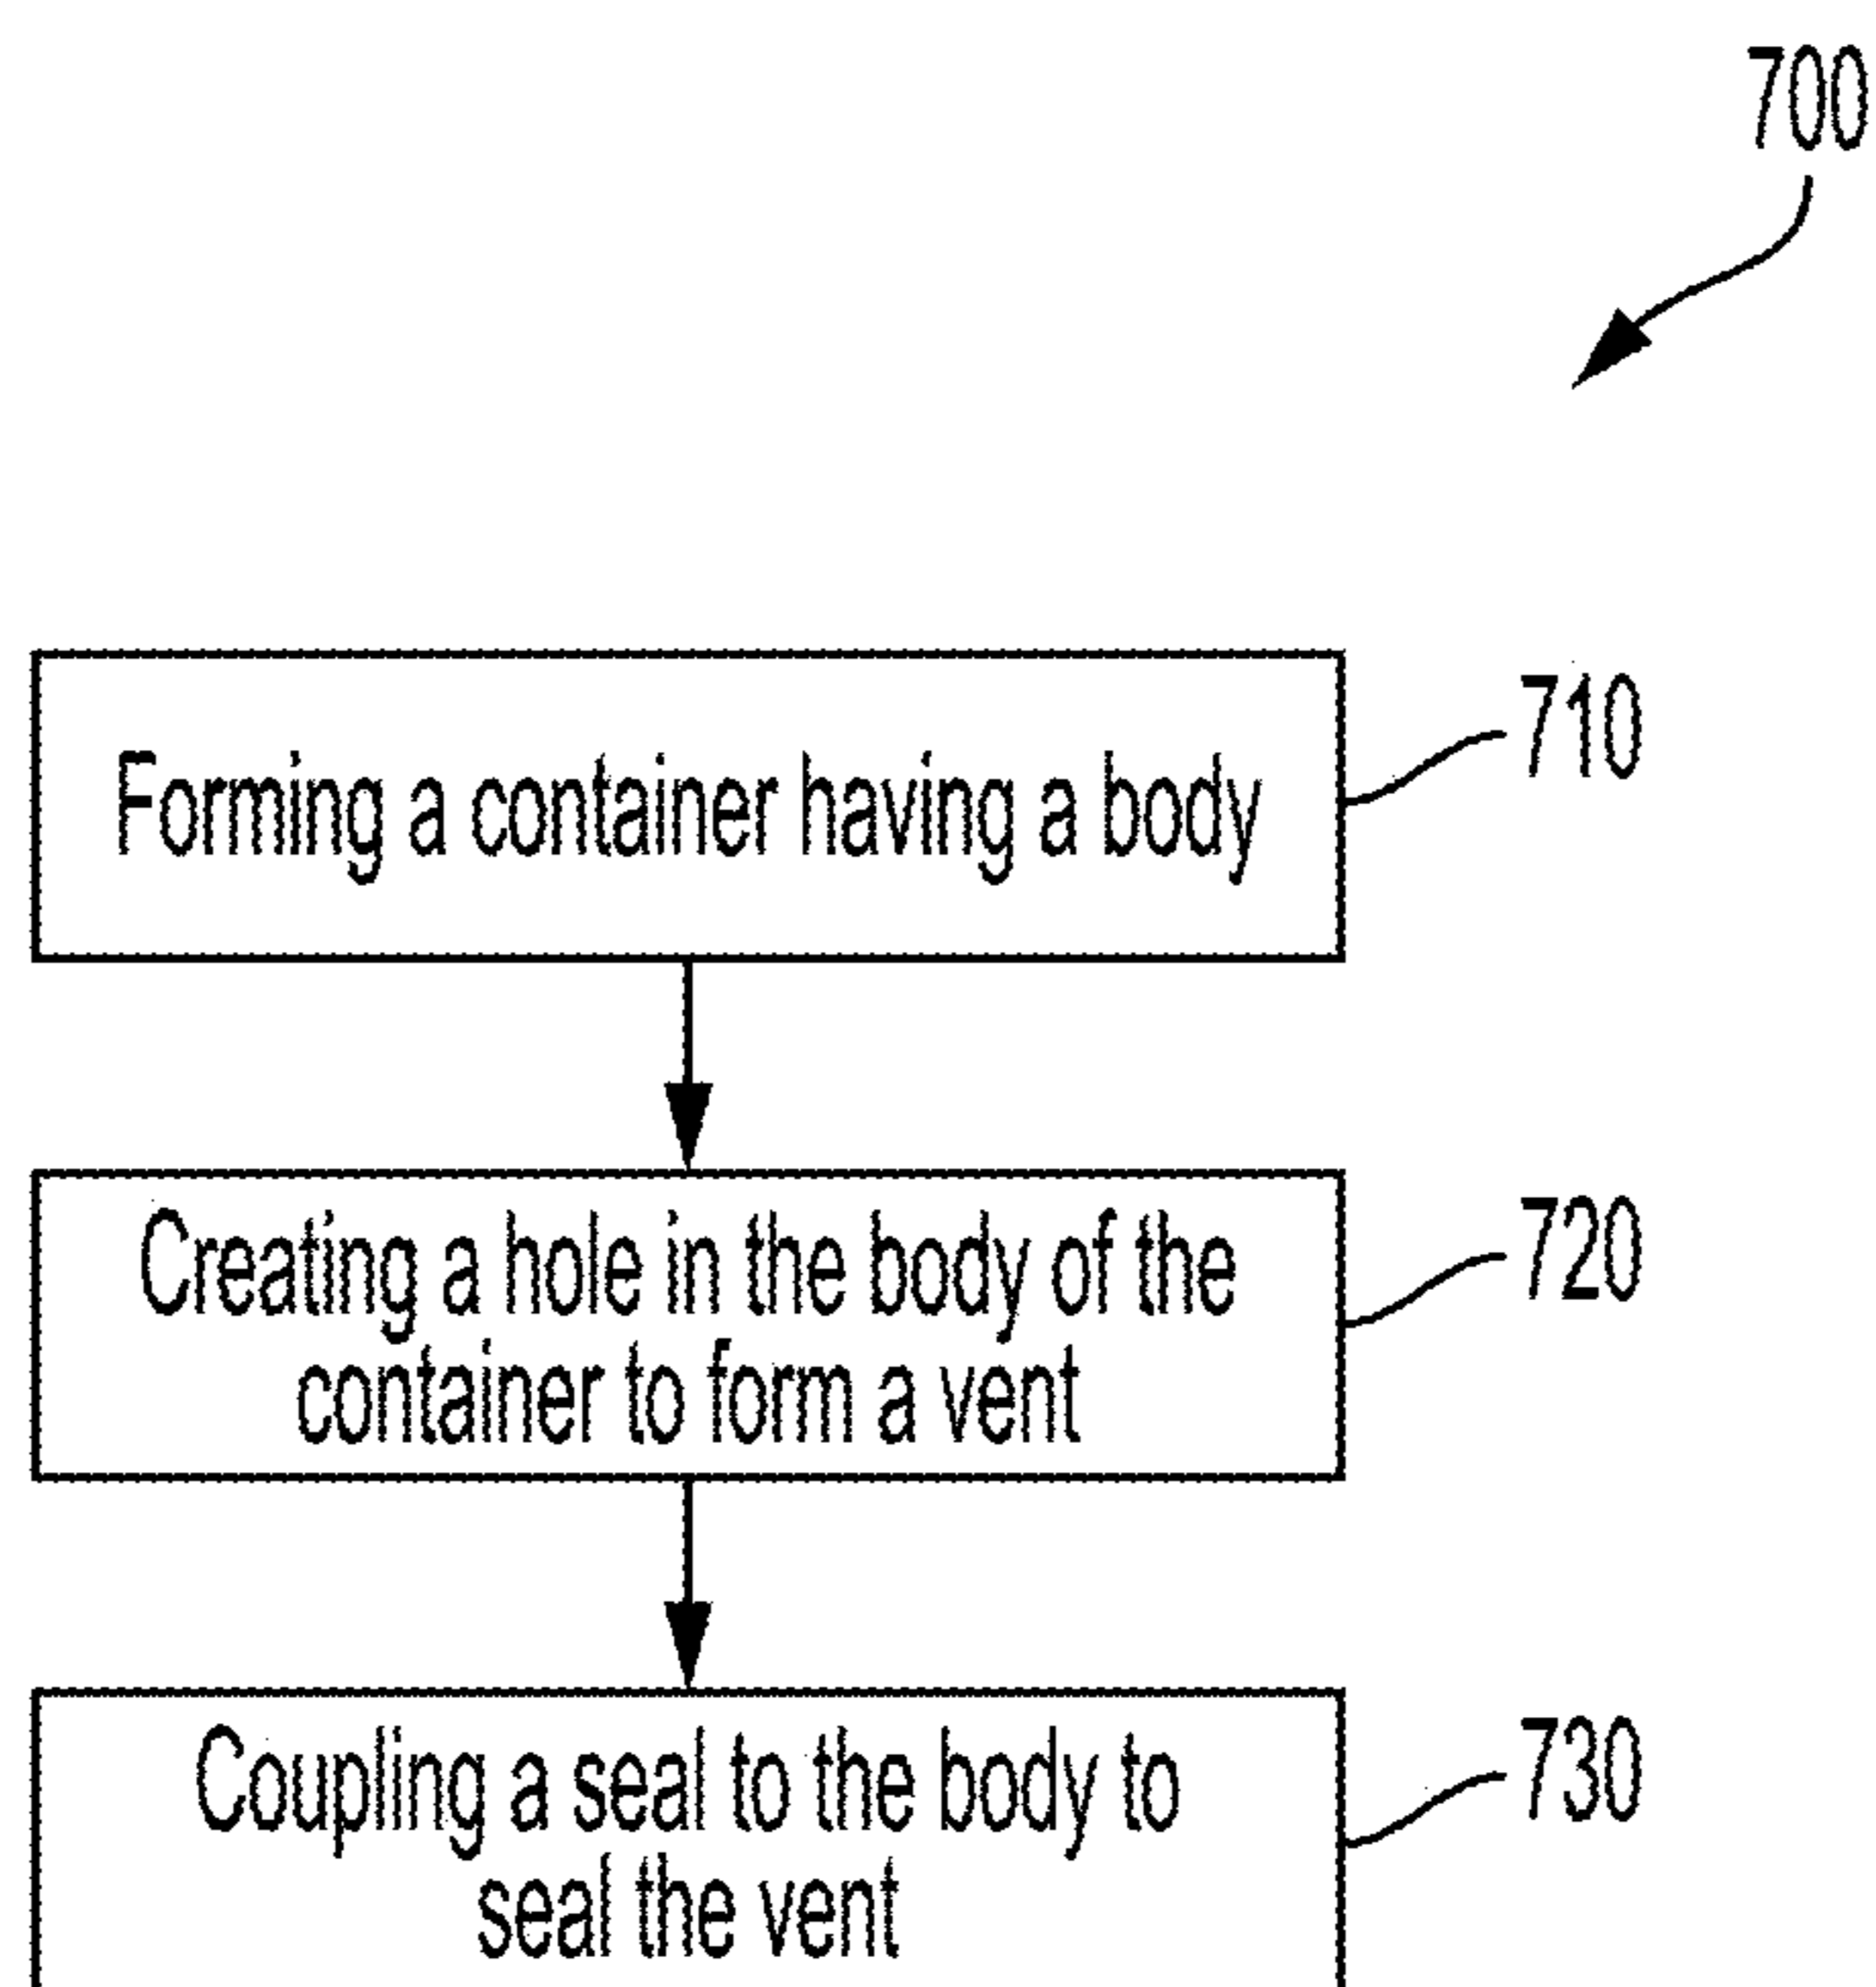 700
Forming a container having a body
710
Creating a hole in the body of the
container to form a vent
720
Coupling a seal to the body to
seal the vent
730